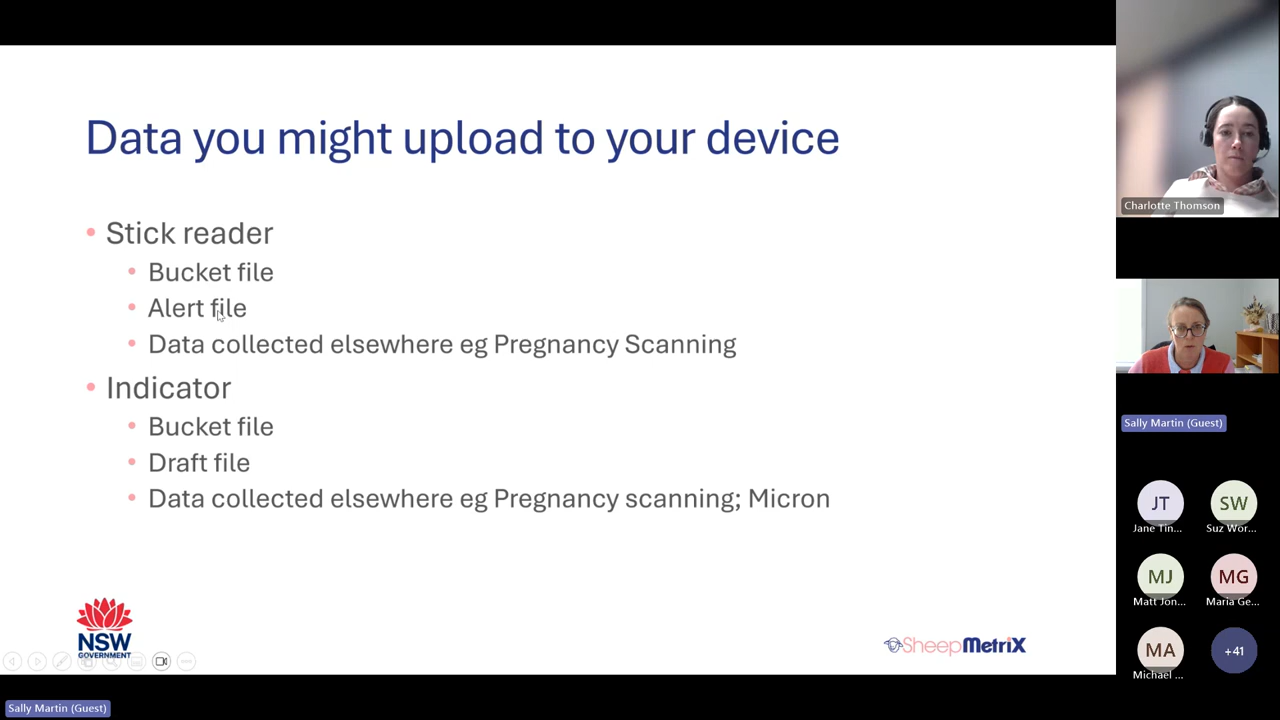 Data you might upload to your device
• Stick reader
• Bucket file
• Alert file
• Data collected elsewhere eg Pregnancy Scanning
• Indicator
• Bucket file
• Draft file
• Data collected elsewhere eg Pregnancy scanning; Micron
NSW
GOVERNMENT
SheepMetriX
Sally Martin (Guest)
Charlotte Thomson
Sally Martin (Guest)
JT
SW
Jane Tin...
Suz Wor...
MJ
MG
Matt Jon...
Maria Ge...
MA
+41
Michael ...